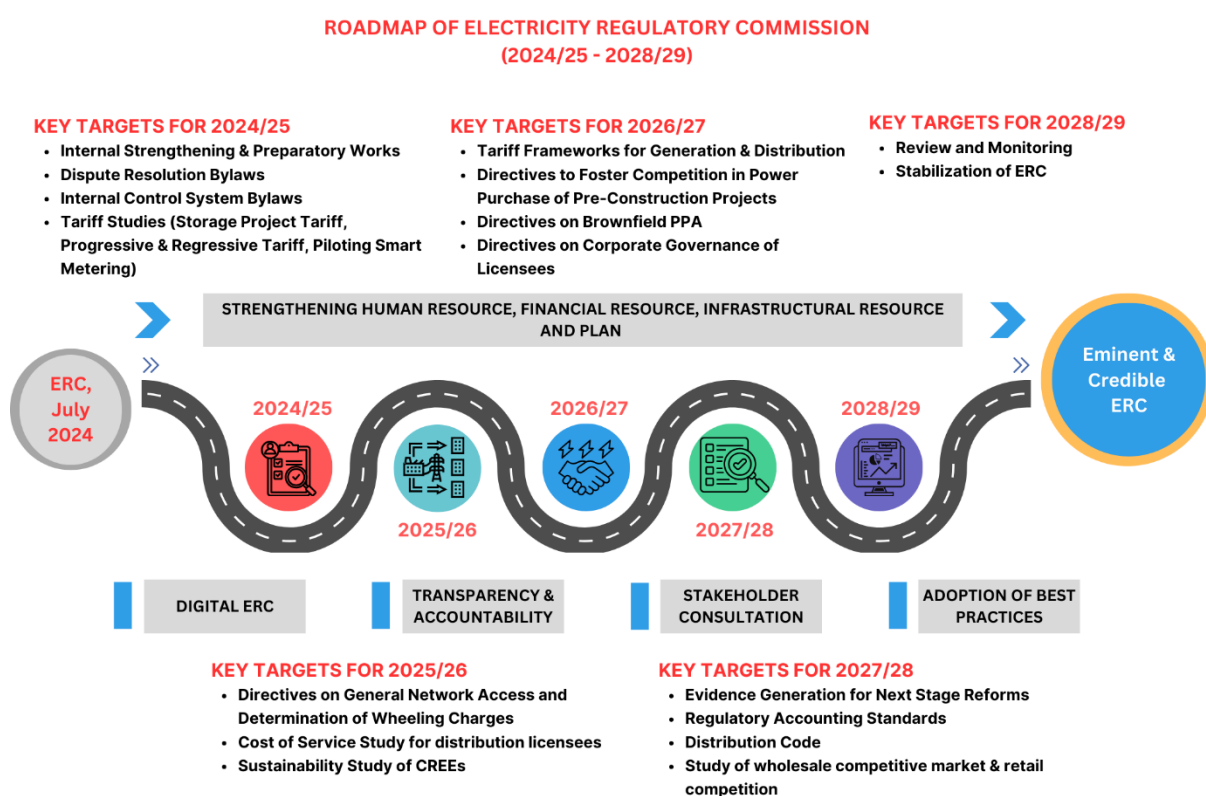 ROADMAP OF ELECTRICITY REGULATORY COMMISSION
(2024/25 - 2028/29)
KEY TARGETS FOR 2024/25
• Internal Strengthening & Preparatory Works
• Dispute Resolution Bylaws
• Internal Control System Bylaws
• Tariff Studies (Storage Project Tariff,
Progressive & Regressive Tariff, Piloting Smart
Metering)
KEY TARGETS FOR 2026/27
• Tariff Frameworks for Generation & Distribution
• Directives to Foster Competition in Power
Purchase of Pre-Construction Projects
• Directives on Brownfield PPA
• Directives on Corporate Governance of
Licensees
KEY TARGETS FOR 2028/29
• Review and Monitoring
• Stabilization of ERC
STRENGTHENING HUMAN RESOURCE, FINANCIAL RESOURCE, INFRASTRUCTURAL RESOURCE
AND PLAN
ERC,
July
2024
2024/25
2025/26
2026/27
2027/28
2028/29
Eminent &
Credible
ERC
DIGITAL ERC
TRANSPARENCY &
ACCOUNTABILITY
STAKEHOLDER
CONSULTATION
ADOPTION OF BEST
PRACTICES
KEY TARGETS FOR 2025/26
• Directives on General Network Access and
Determination of Wheeling Charges
• Cost of Service Study for distribution licensees
• Sustainability Study of CREEs
KEY TARGETS FOR 2027/28
• Evidence Generation for Next Stage Reforms
• Regulatory Accounting Standards
• Distribution Code
• Study of wholesale competitive market & retail
competition